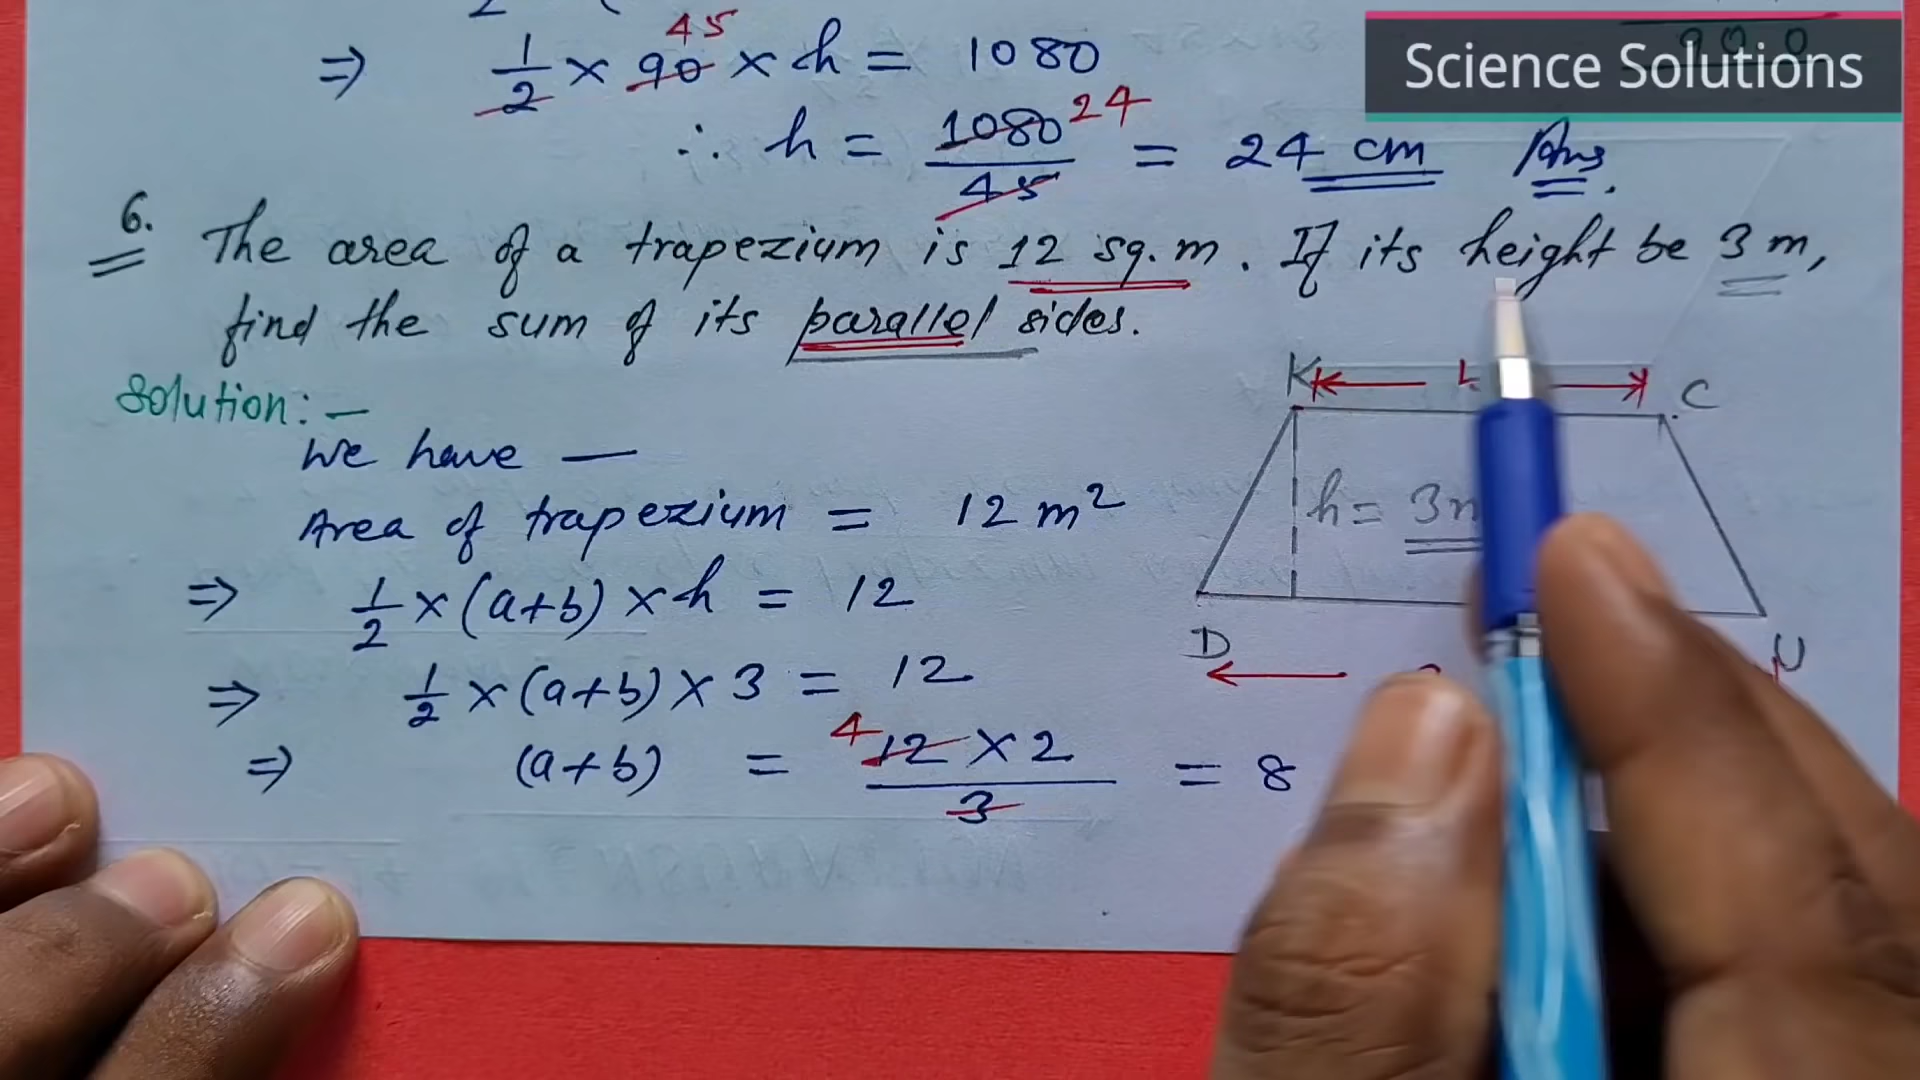 Science Solutions
45
⇒ 1/2 × 90 × h = 1080
∴ h = 1080/45 24 = 24 cm Ans.
6. The area of a trapezium is 12 sq.m. If its height be 3 m,
find the sum of its parallel sides.
Solution:—
We have —
Area of trapezium = 12 m²
⇒ 1/2 × (a+b) × h = 12
⇒ 1/2 × (a+b) × 3 = 12
⇒ (a+b) = 4 12 × 2 / 3 = 8
K C
h = 3
D U